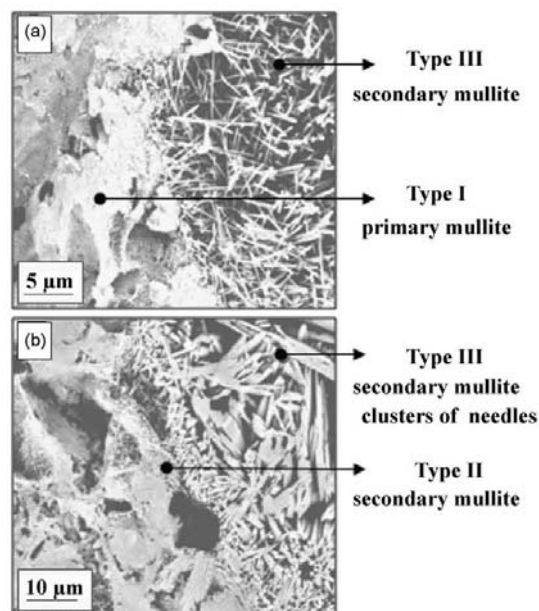 (a)
Type III
secondary mullite
Type I
primary mullite
5 µm
(b)
Type III
secondary mullite
clusters of needles
Type II
secondary mullite
10 µm